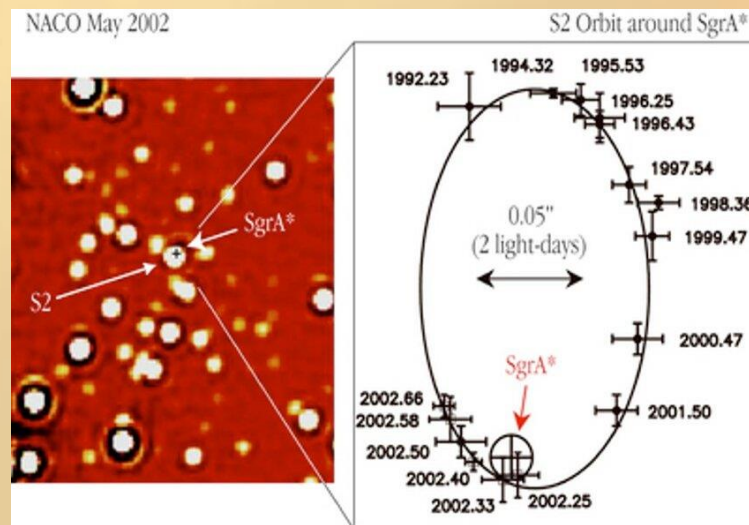 NACO May 2002
S2 Orbit around SgrA*
SgrA*
S2
1992.23
1994.32
1995.53
1996.25
1996.43
1997.54
1998.36
1999.47
0.05"
(2 light-days)
2000.47
SgrA*
2001.50
2002.66
2002.58
2002.50
2002.40
2002.33
2002.25